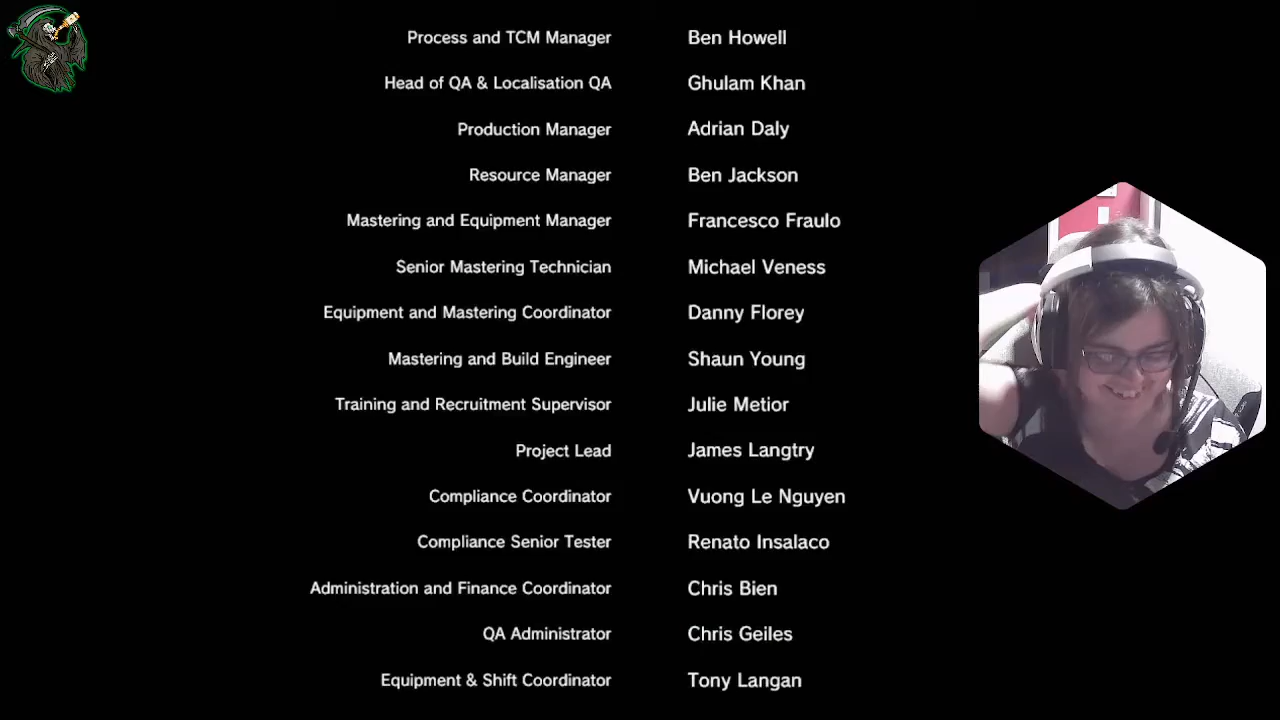 Process and TCM Manager Ben Howell
Head of QA & Localisation QA Ghulam Khan
Production Manager Adrian Daly
Resource Manager Ben Jackson
Mastering and Equipment Manager Francesco Fraulo
Senior Mastering Technician Michael Veness
Equipment and Mastering Coordinator Danny Florey
Mastering and Build Engineer Shaun Young
Training and Recruitment Supervisor Julie Metior
Project Lead James Langtry
Compliance Coordinator Vuong Le Nguyen
Compliance Senior Tester Renato Insalaco
Administration and Finance Coordinator Chris Bien
QA Administrator Chris Geiles
Equipment & Shift Coordinator Tony Langan